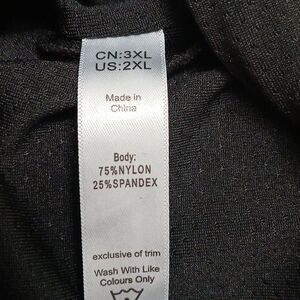 CN:3XL
US:2XL
Made in
China
Body:
75%NYLON
25%SPANDEX
exclusive of trim
Wash With Like
Colours Only